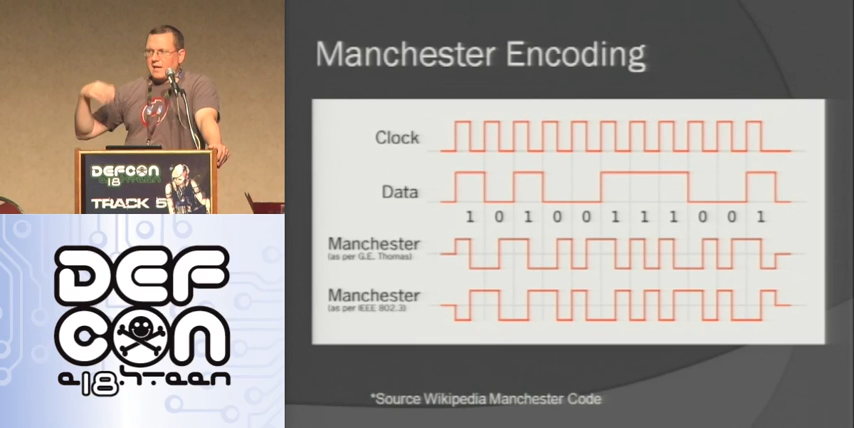 DEFCON
18
TRACK 5
DEF
CON
e18hteen
Manchester Encoding
Clock
Data
1 0 1 0 0 1 1 1 0 0 1
Manchester
(as per G.E. Thomas)
Manchester
(as per IEEE 802.3)
*Source Wikipedia Manchester Code